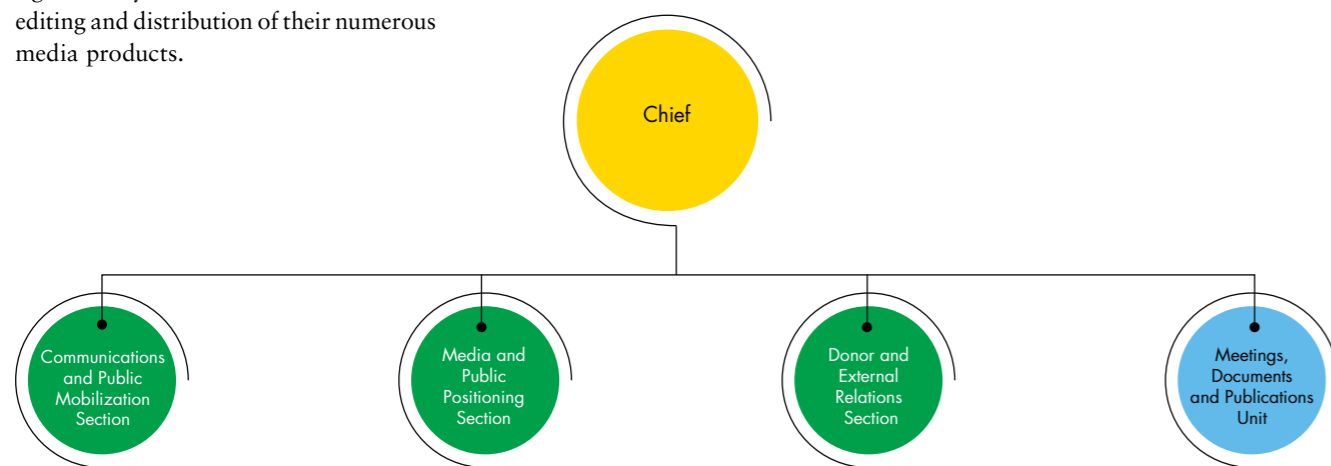 editing and distribution of their numerous
media products.
Chief
Communications
and Public
Mobilization
Section
Media and
Public
Positioning
Section
Donor and
External
Relations
Section
Meetings,
Documents
and Publications
Unit